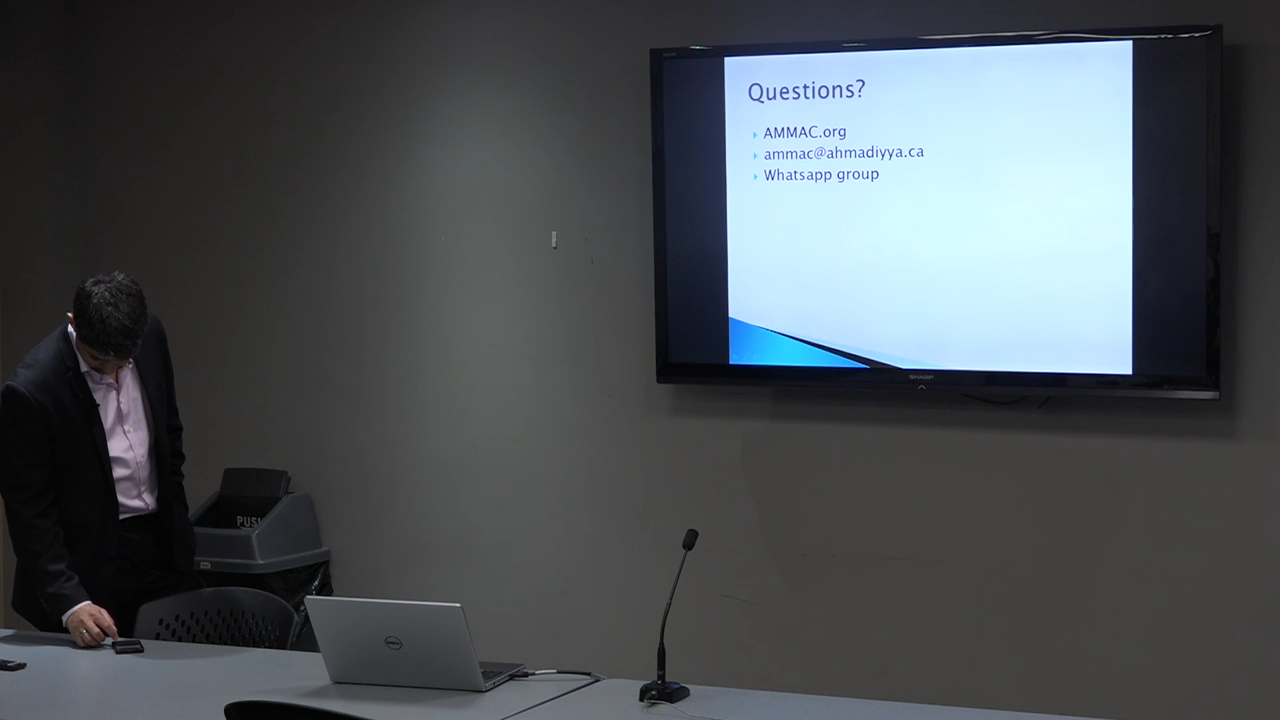 Questions?
AMMAC.org
ammac@ahmadiyya.ca
Whatsapp group
SHARP
PUSH
DELL